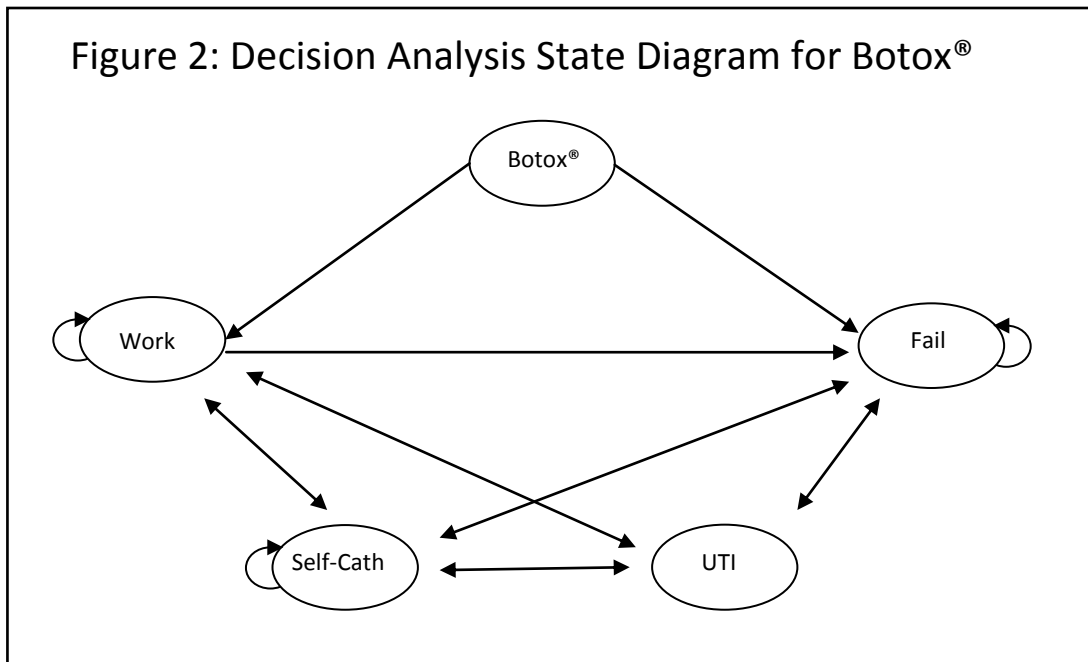 Figure 2: Decision Analysis State Diagram for Botox®
Botox®
Work
Fail
Self-Cath
UTI